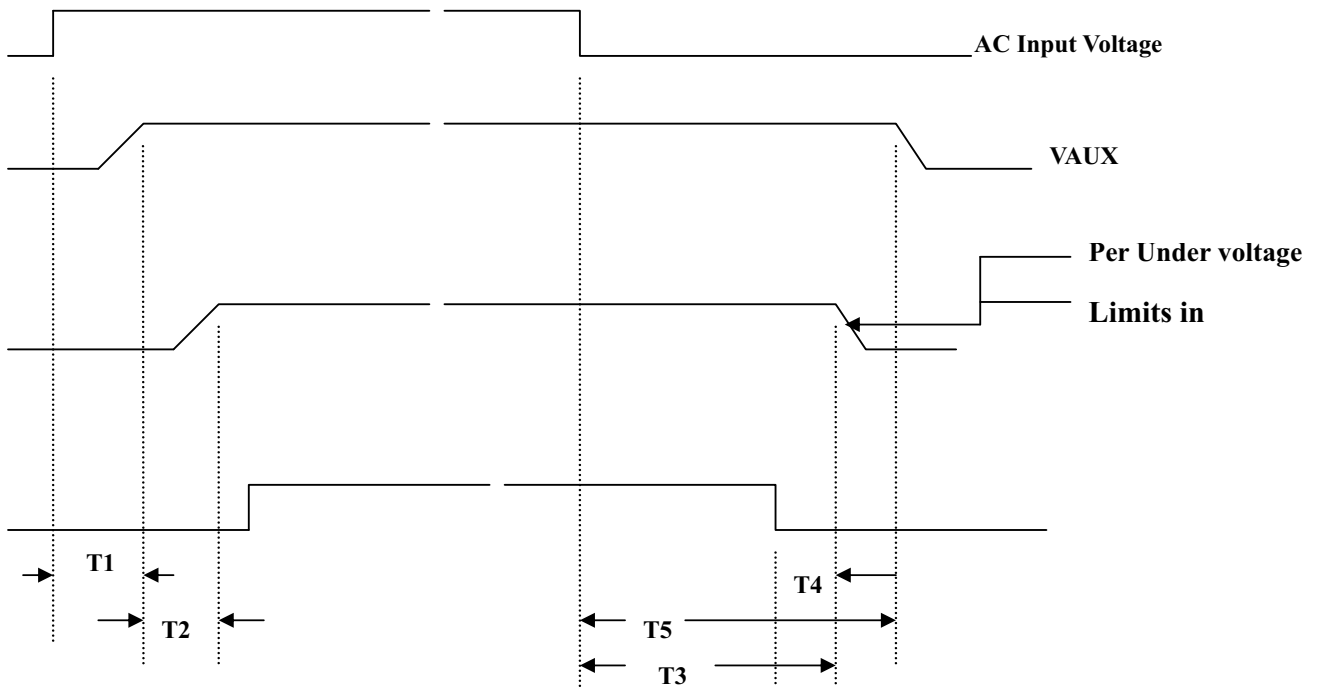 AC Input Voltage
VAUX
Per Under voltage
Limits in
T1
T4
T2
T5
T3